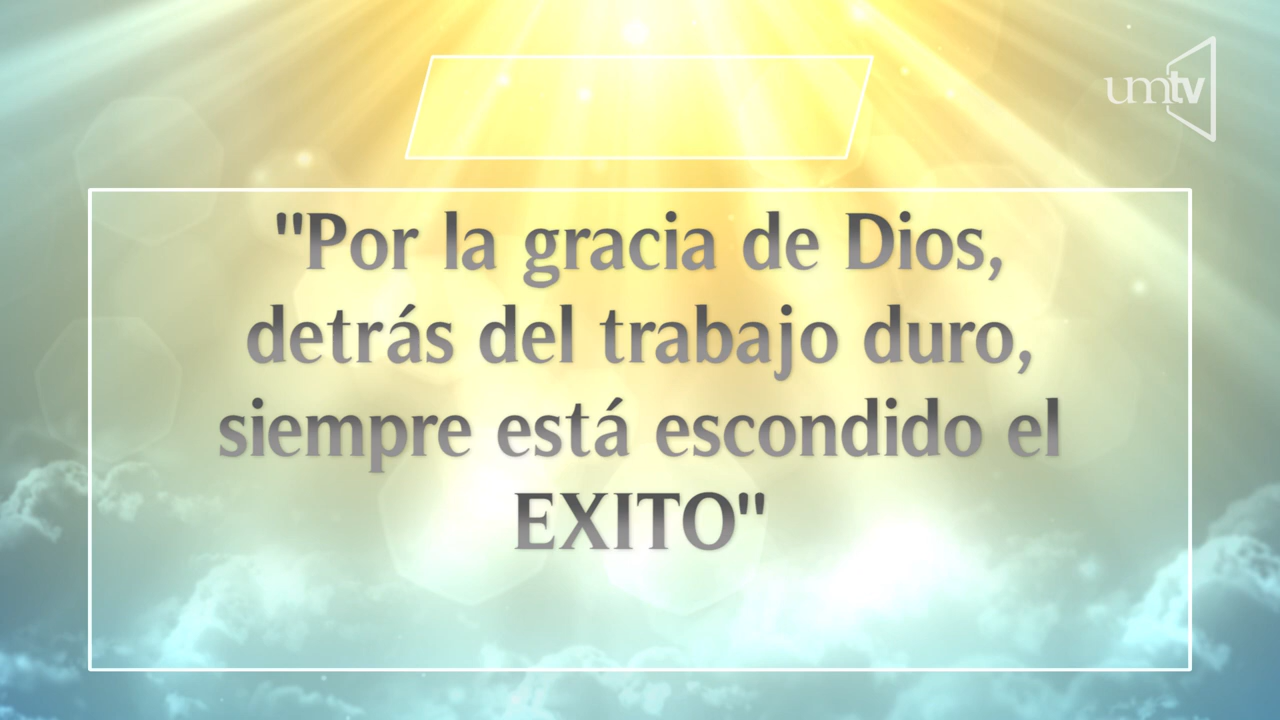 umtv
"Por la gracia de Dios,
detrás del trabajo duro,
siempre está escondido el
EXITO"